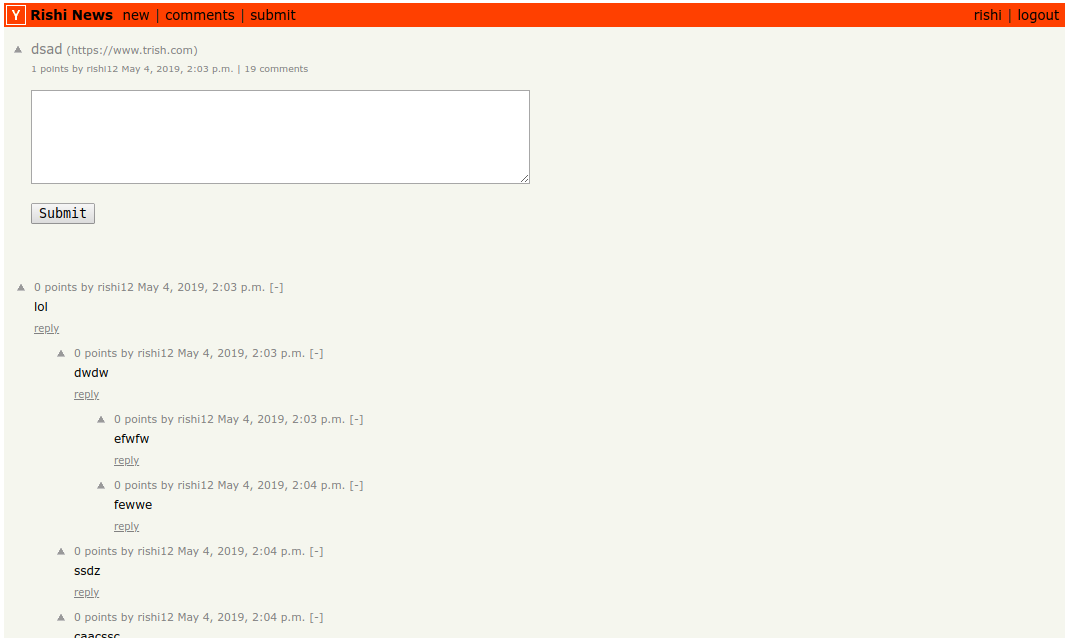 Y Rishi News new | comments | submit rishi | logout
dsad (https://www.trish.com)
1 points by rishi12 May 4, 2019, 2:03 p.m. | 19 comments
Submit
0 points by rishi12 May 4, 2019, 2:03 p.m. [-]
lol
reply
0 points by rishi12 May 4, 2019, 2:03 p.m. [-]
dwdw
reply
0 points by rishi12 May 4, 2019, 2:03 p.m. [-]
efwfw
reply
0 points by rishi12 May 4, 2019, 2:04 p.m. [-]
fewwe
reply
0 points by rishi12 May 4, 2019, 2:04 p.m. [-]
ssdz
reply
0 points by rishi12 May 4, 2019, 2:04 p.m. [-]
caacssc